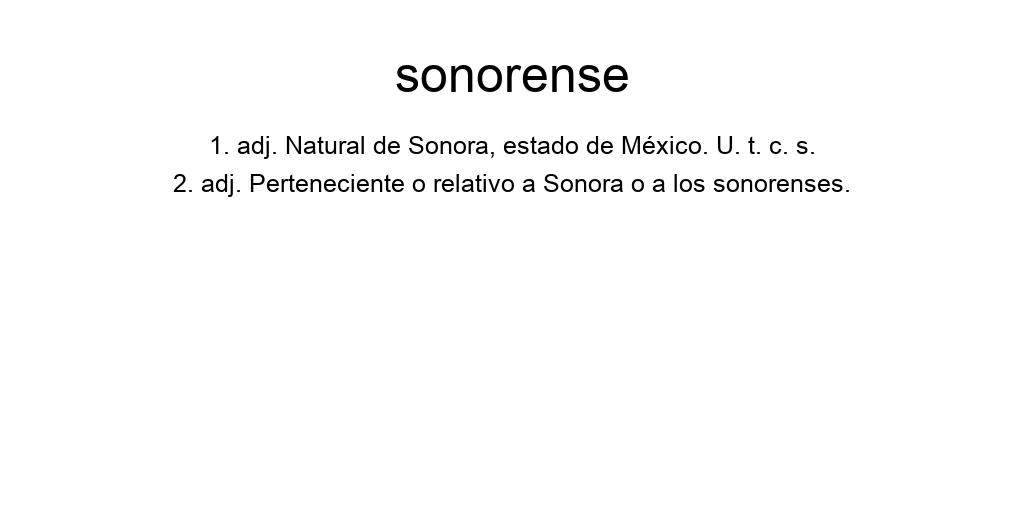 sonorense
1. adj. Natural de Sonora, estado de México. U. t. c. s.
2. adj. Perteneciente o relativo a Sonora o a los sonorenses.